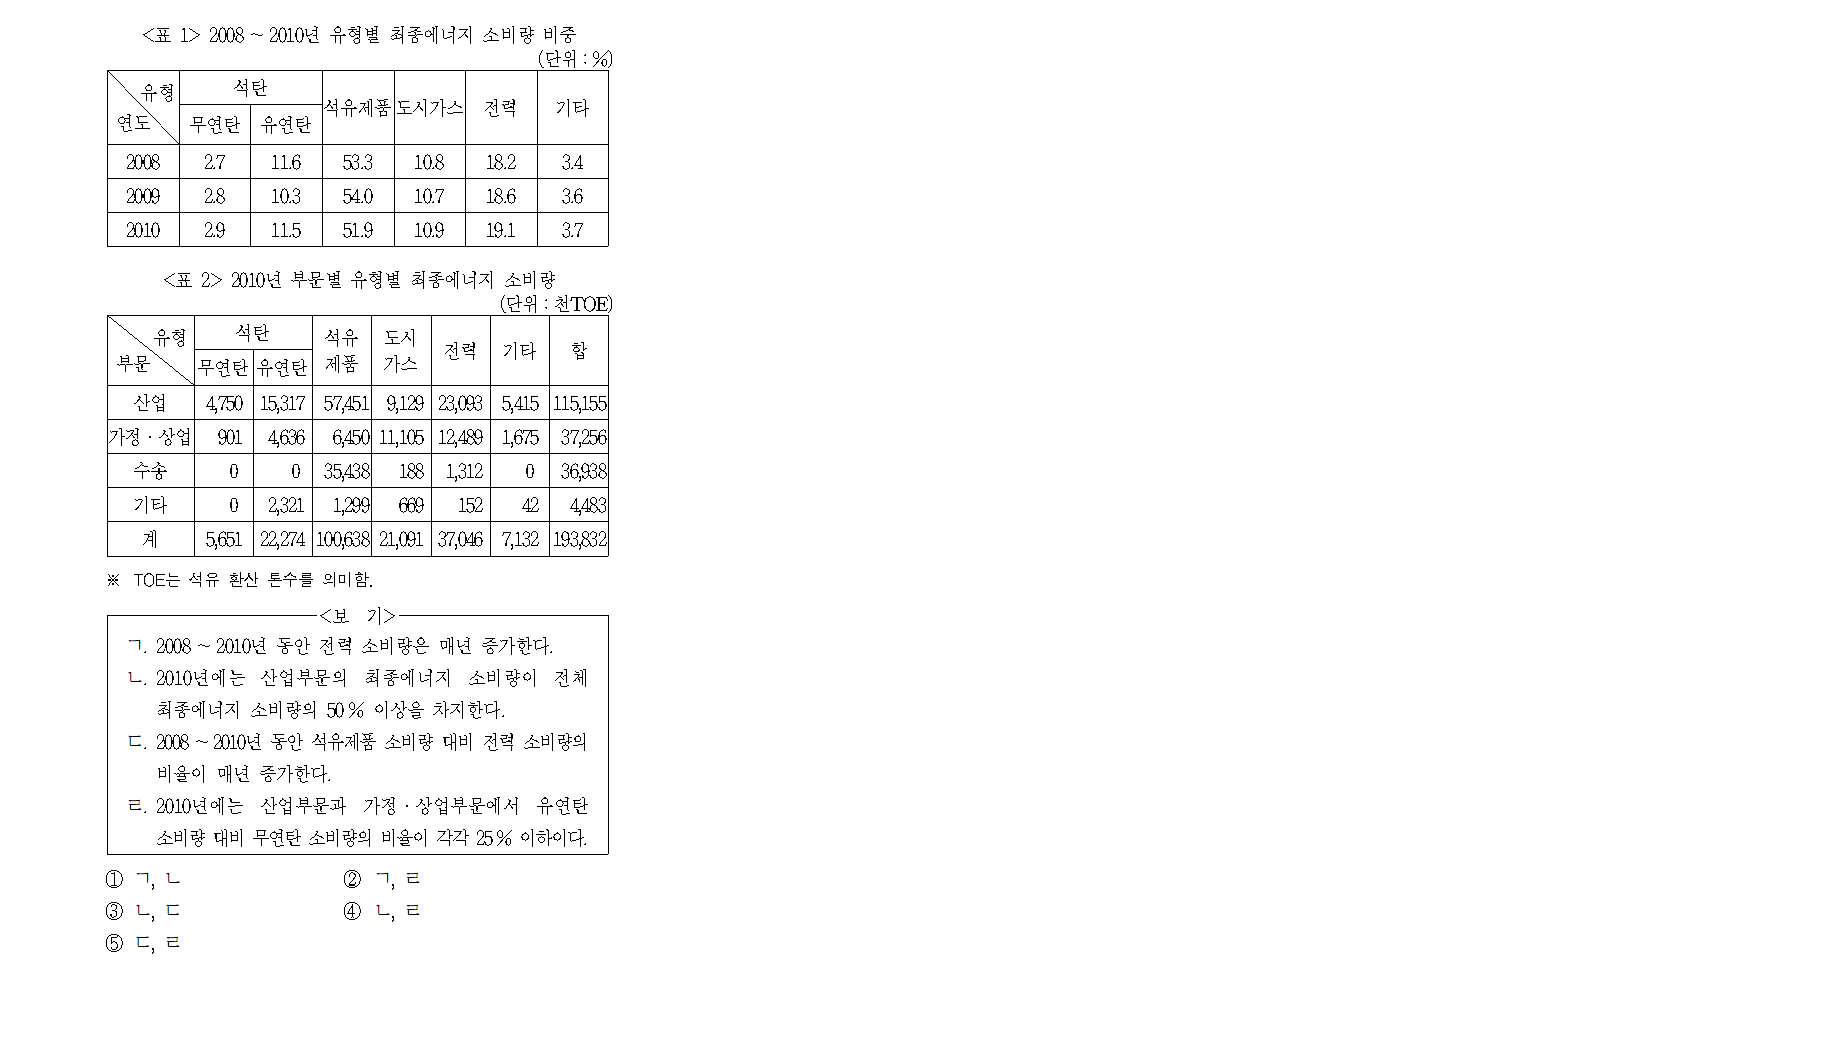 <표 1> 2008 ~ 2010년 유형별 최종에너지 소비량 비중
(단위 : %)
유형
연도
석탄
무연탄 유연탄
석유제품 도시가스 전력 기타
2008 2.7 11.6 53.3 10.8 18.2 3.4
2009 2.8 10.3 54.0 10.7 18.6 3.6
2010 2.9 11.5 51.9 10.9 19.1 3.7
<표 2> 2010년 부문별 유형별 최종에너지 소비량
(단위 : 천TOE)
유형
부문
석탄
무연탄 유연탄
석유
제품
도시
가스
전력 기타 합
산업 4,750 15,317 57,451 9,129 23,093 5,415 115,155
가정 · 상업 901 4,636 6,450 11,105 12,489 1,675 37,256
수송 0 0 35,438 188 1,312 0 36,938
기타 0 2,321 1,299 669 152 42 4,483
계 5,651 22,274 100,638 21,091 37,046 7,132 193,832
※ TOE는 석유 환산 톤수를 의미함.
<보 기>
ㄱ. 2008 ~ 2010년 동안 전력 소비량은 매년 증가한다.
ㄴ. 2010년에는 산업부문의 최종에너지 소비량이 전체
최종에너지 소비량의 50 % 이상을 차지한다.
ㄷ. 2008 ~ 2010년 동안 석유제품 소비량 대비 전력 소비량의
비율이 매년 증가한다.
ㄹ. 2010년에는 산업부문과 가정 · 상업부문에서 유연탄
소비량 대비 무연탄 소비량의 비율이 각각 25 % 이하이다.
① ㄱ, ㄴ ② ㄱ, ㄹ
③ ㄴ, ㄷ ④ ㄴ, ㄹ
⑤ ㄷ, ㄹ